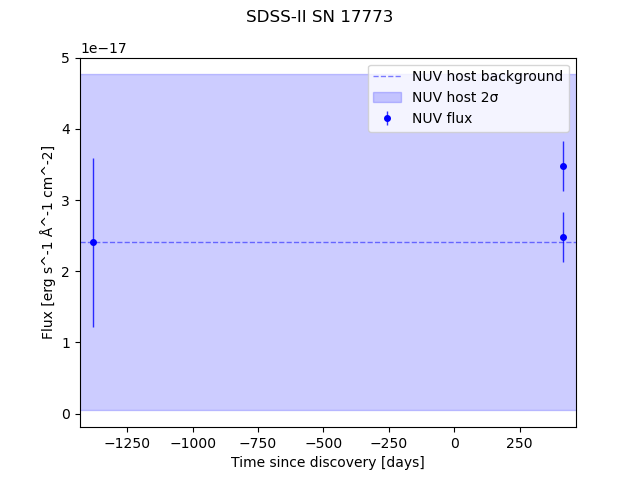 SDSS-II SN 17773
1e−17
NUV host background
NUV host 2σ
NUV flux
5
4
3
2
1
0
Flux [erg s^-1 Å^-1 cm^-2]
−1250 −1000 −750 −500 −250 0 250
Time since discovery [days]